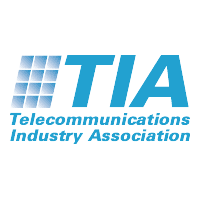 TIA
Telecommunications
Industry Association